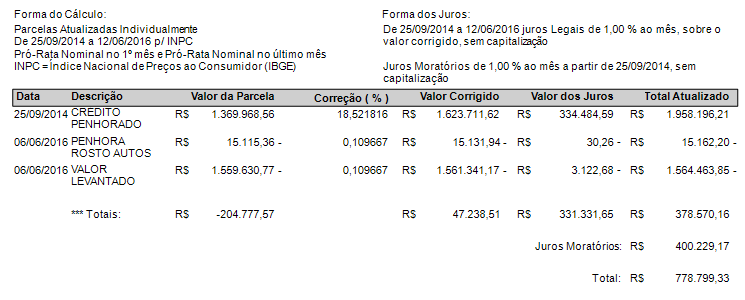 Forma do Cálculo:
Parcelas Atualizadas Individualmente
De 25/09/2014 a 12/06/2016 p/ INPC
Pró-Rata Nominal no 1º mês e Pró-Rata Nominal no último mês
INPC = Índice Nacional de Preços ao Consumidor (IBGE)
Forma dos Juros:
De 25/09/2014 a 12/06/2016 juros Legais de 1,00 % ao mês, sobre o
valor corrigido, sem capitalização
Juros Moratórios de 1,00 % ao mês a partir de 25/09/2014, sem
capitalização
Data Descrição Valor da Parcela Correção ( % ) Valor Corrigido Valor dos Juros Total Atualizado
25/09/2014 CREDITO PENHORADO R$ 1.369.968,56 18,521816 R$ 1.623.711,62 R$ 334.484,59 R$ 1.958.196,21
06/06/2016 PENHORA ROSTO AUTOS R$ 15.115,36 - 0,109667 R$ 15.131,94 - R$ 30,26 - R$ 15.162,20 -
06/06/2016 VALOR LEVANTADO R$ 1.559.630,77 - 0,109667 R$ 1.561.341,17 - R$ 3.122,68 - R$ 1.564.463,85 -
*** Totais: R$ -204.777,57 R$ 47.238,51 R$ 331.331,65 R$ 378.570,16
Juros Moratórios: R$ 400.229,17
Total: R$ 778.799,33